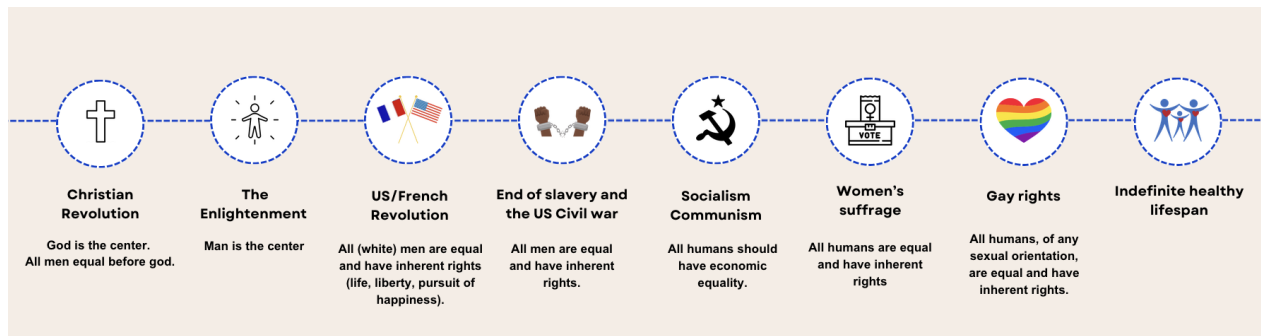 VOTE
Christian
Revolution
God is the center.
All men equal before god.
The
Enlightenment
Man is the center
US/French
Revolution
All (white) men are equal
and have inherent rights
(life, liberty, pursuit of
happiness).
End of slavery and
the US Civil war
All men are equal
and have inherent
rights.
Socialism
Communism
All humans should
have economic
equality.
Women's
suffrage
All humans are equal
and have inherent
rights
Gay rights
All humans, of any
sexual orientation,
are equal and have
inherent rights.
Indefinite healthy
lifespan